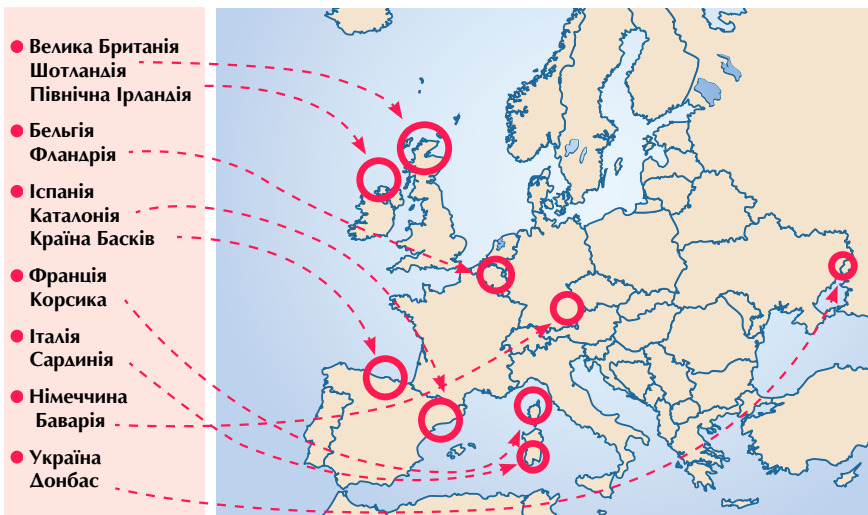 Велика Британія
Шотландія
Північна Ірландія
Бельгія
Фландрія
Іспанія
Каталонія
Країна Басків
Франція
Корсика
Італія
Сардинія
Німеччина
Баварія
Україна
Донбас